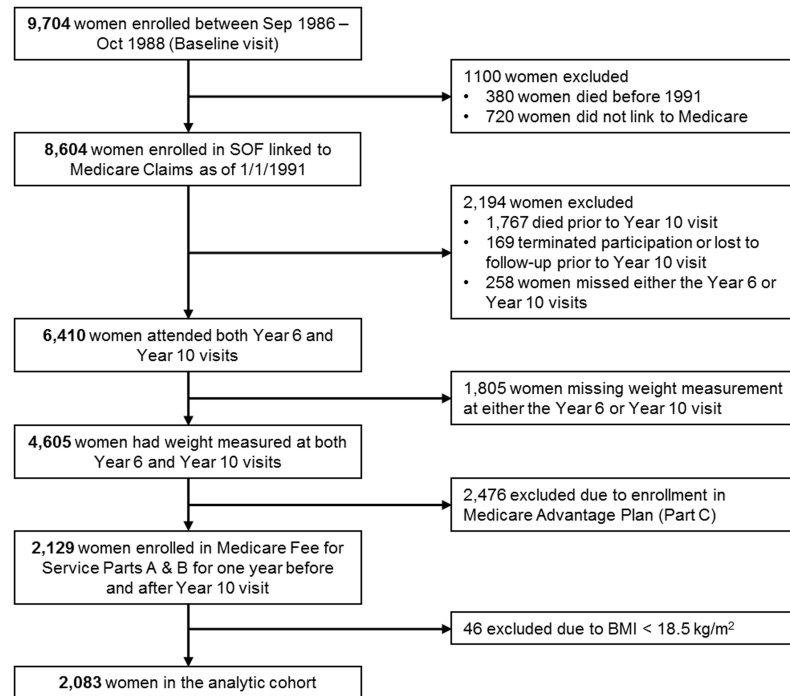 9,704 women enrolled between Sep 1986 –
Oct 1988 (Baseline visit)
1100 women excluded
• 380 women died before 1991
• 720 women did not link to Medicare
8,604 women enrolled in SOF linked to
Medicare Claims as of 1/1/1991
2,194 women excluded
• 1,767 died prior to Year 10 visit
• 169 terminated participation or lost to
follow-up prior to Year 10 visit
• 258 women missed either the Year 6 or
Year 10 visits
6,410 women attended both Year 6 and
Year 10 visits
1,805 women missing weight measurement
at either the Year 6 or Year 10 visit
4,605 women had weight measured at both
Year 6 and Year 10 visits
2,476 excluded due to enrollment in
Medicare Advantage Plan (Part C)
2,129 women enrolled in Medicare Fee for
Service Parts A & B for one year before
and after Year 10 visit
46 excluded due to BMI < 18.5 kg/m²
2,083 women in the analytic cohort